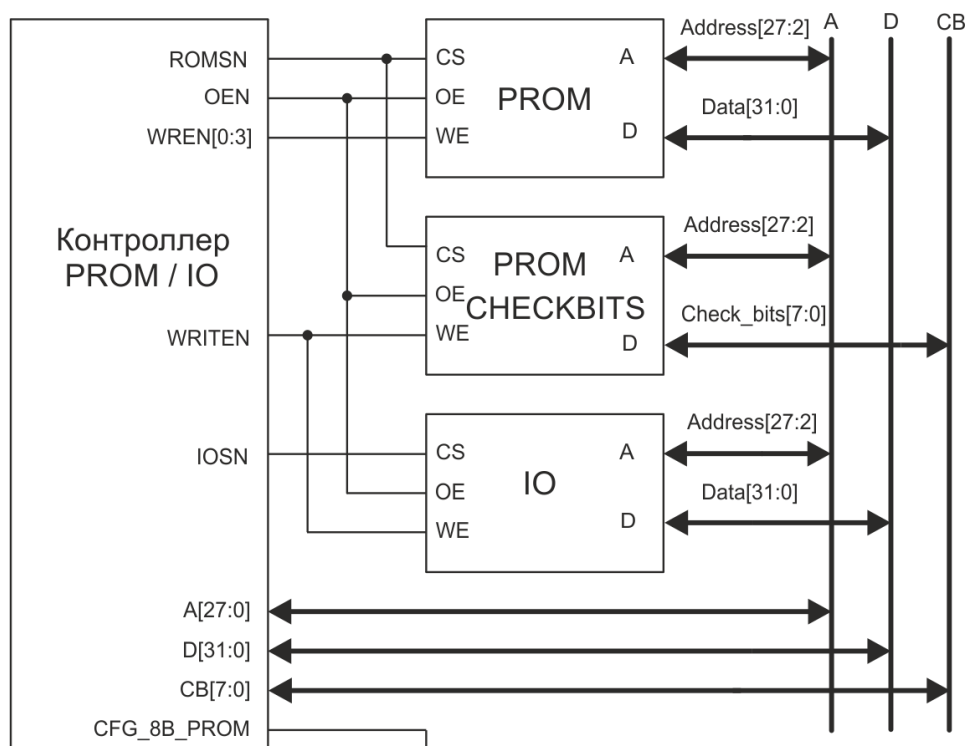 A D CB
ROMSN CS A Address[27:2]
OEN OE PROM
WREN[0:3] WE D Data[31:0]
Контроллер
PROM / IO
CS A Address[27:2]
OE PROM
CHECKBITS
WRITEN WE D Check_bits[7:0]
IOSN CS A Address[27:2]
OE IO
WE D Data[31:0]
A[27:0]
D[31:0]
CB[7:0]
CFG_8B_PROM